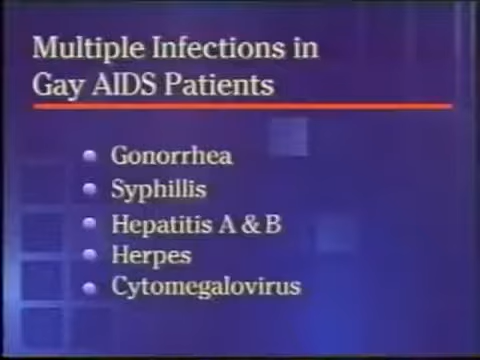 Multiple Infections in
Gay AIDS Patients
Gonorrhea
Syphillis
Hepatitis A & B
Herpes
Cytomegalovirus